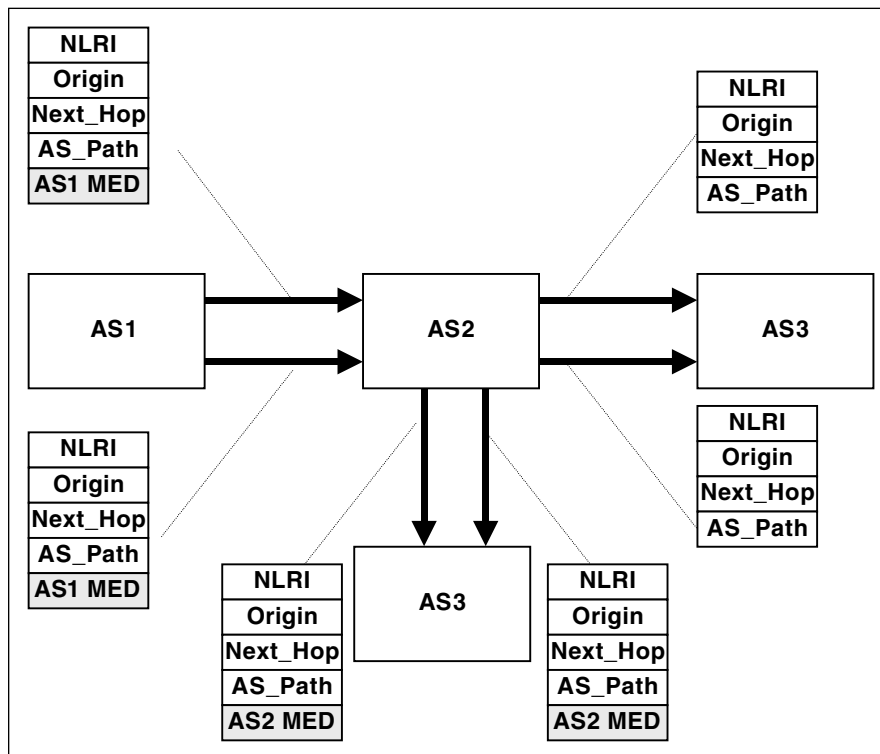 NLRI
Origin
Next_Hop
AS_Path
AS1 MED
NLRI
Origin
Next_Hop
AS_Path
AS1
AS2
AS3
NLRI
Origin
Next_Hop
AS_Path
AS1 MED
NLRI
Origin
Next_Hop
AS_Path
NLRI
Origin
Next_Hop
AS_Path
AS2 MED
AS3
NLRI
Origin
Next_Hop
AS_Path
AS2 MED